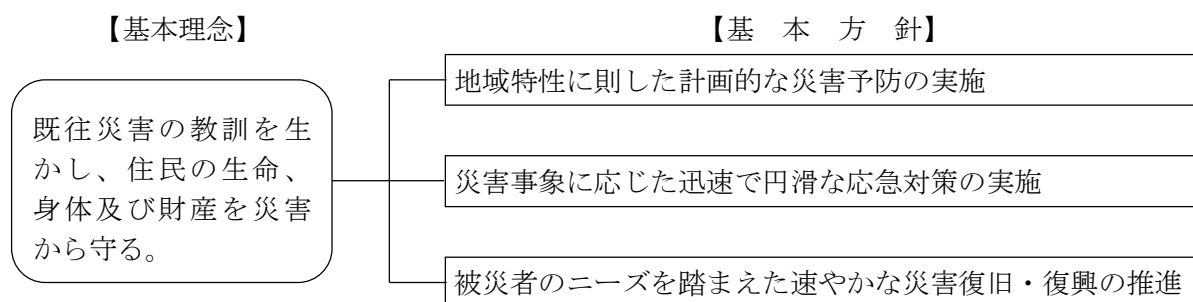 【基本理念】
【基　本　方　針】
既往災害の教訓を生
かし、住民の生命、
身体及び財産を災害
から守る。
地域特性に則した計画的な災害予防の実施
災害事象に応じた迅速で円滑な応急対策の実施
被災者のニーズを踏まえた速やかな災害復旧・復興の推進